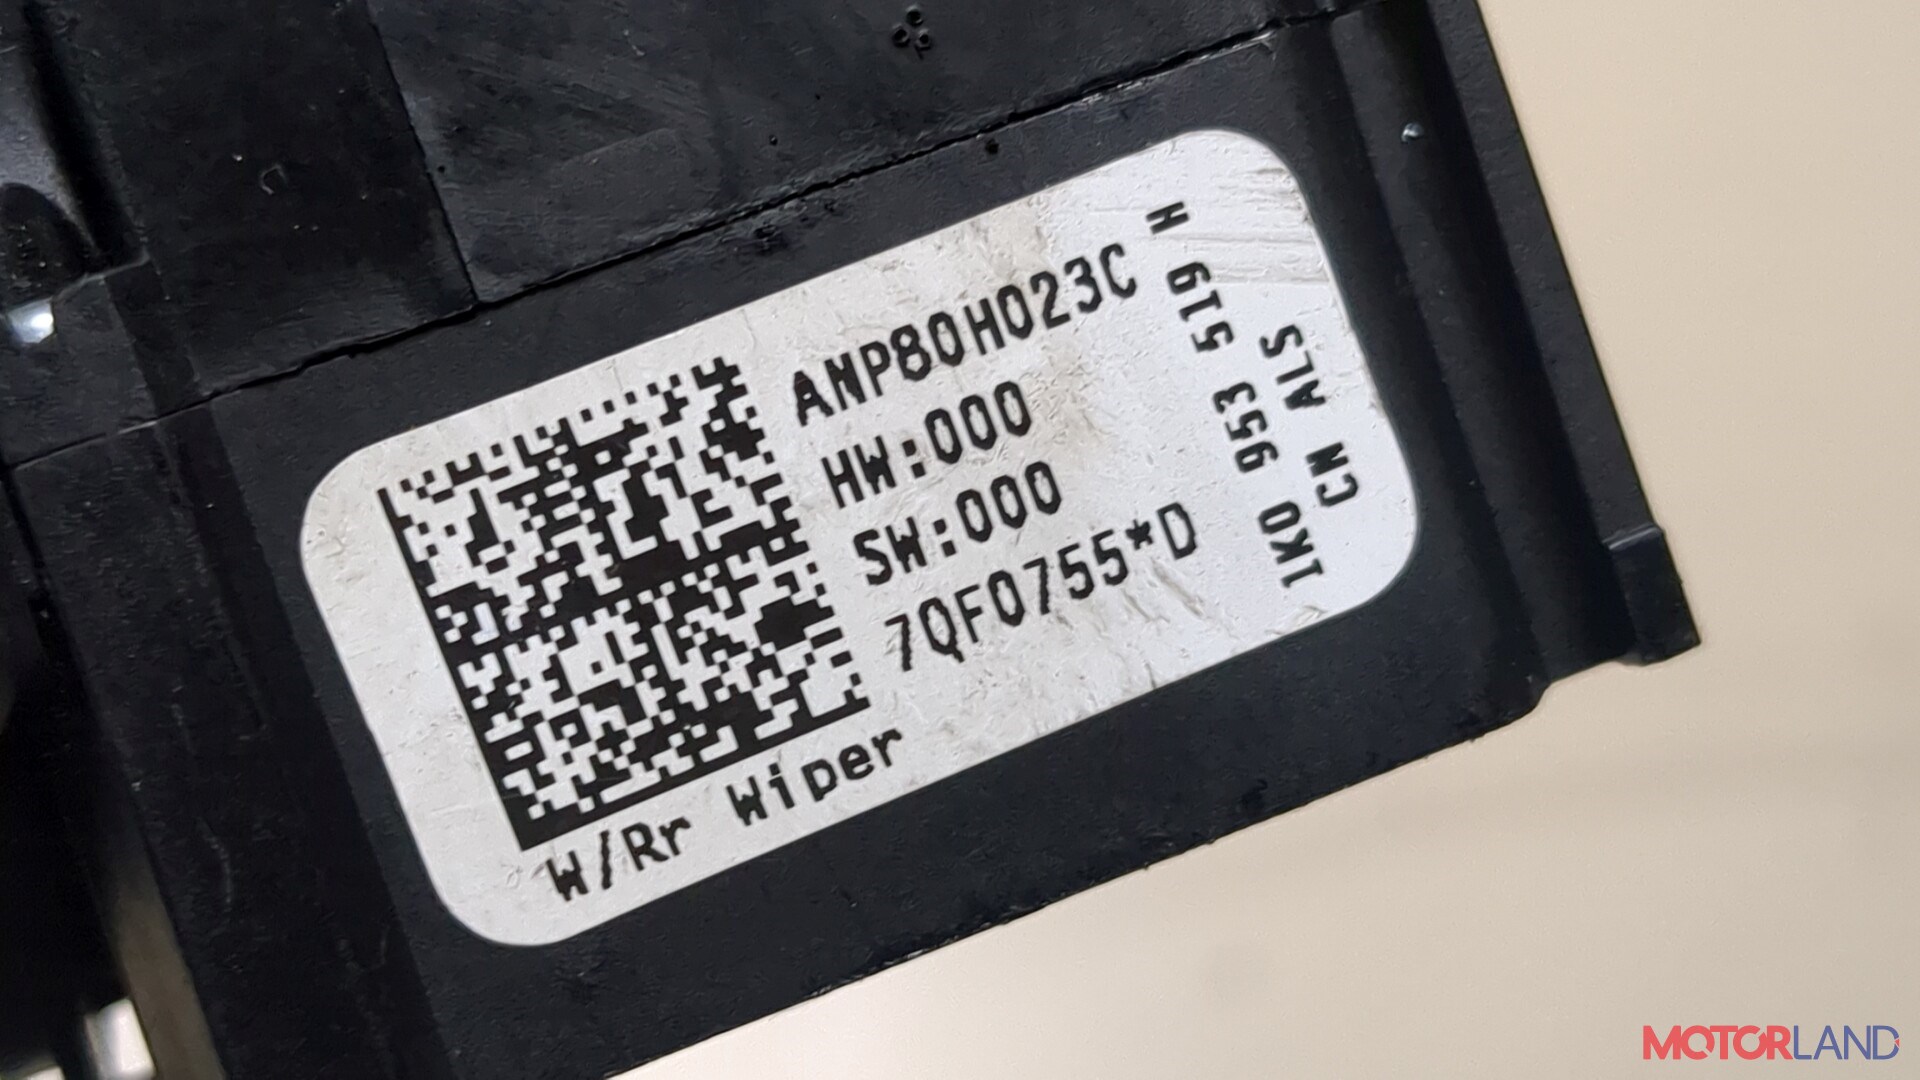 ANP80H023C
HW:000
SW:000
7QF0755*D
W/Rr Wiper
1K0 953 519 H
CN ALS
MOTORLAND